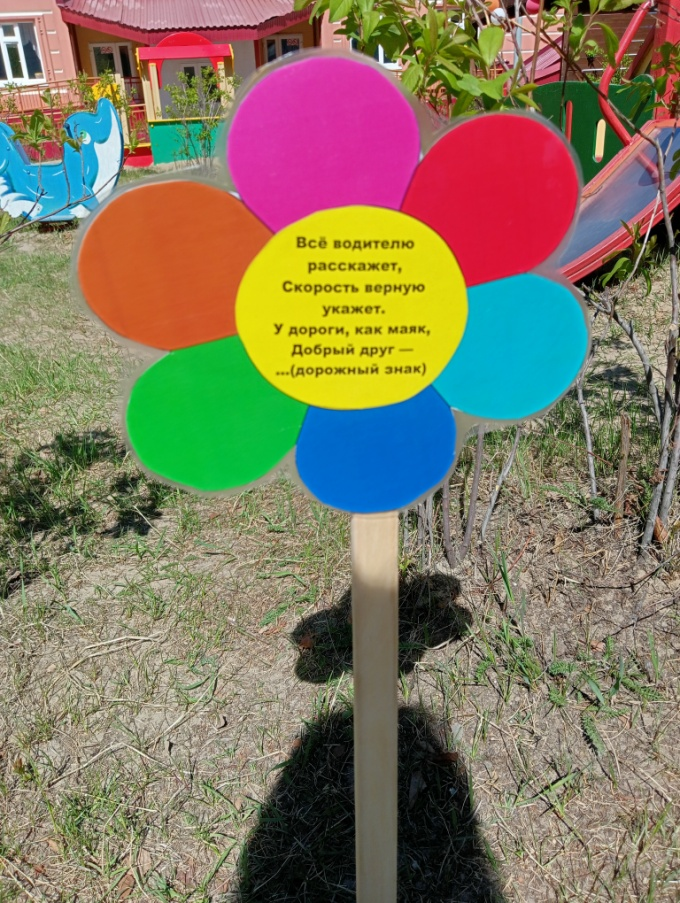 Всё водителю
расскажет,
Скорость верную
укажет.
У дороги, как маяк,
Добрый друг —
...(дорожный знак)